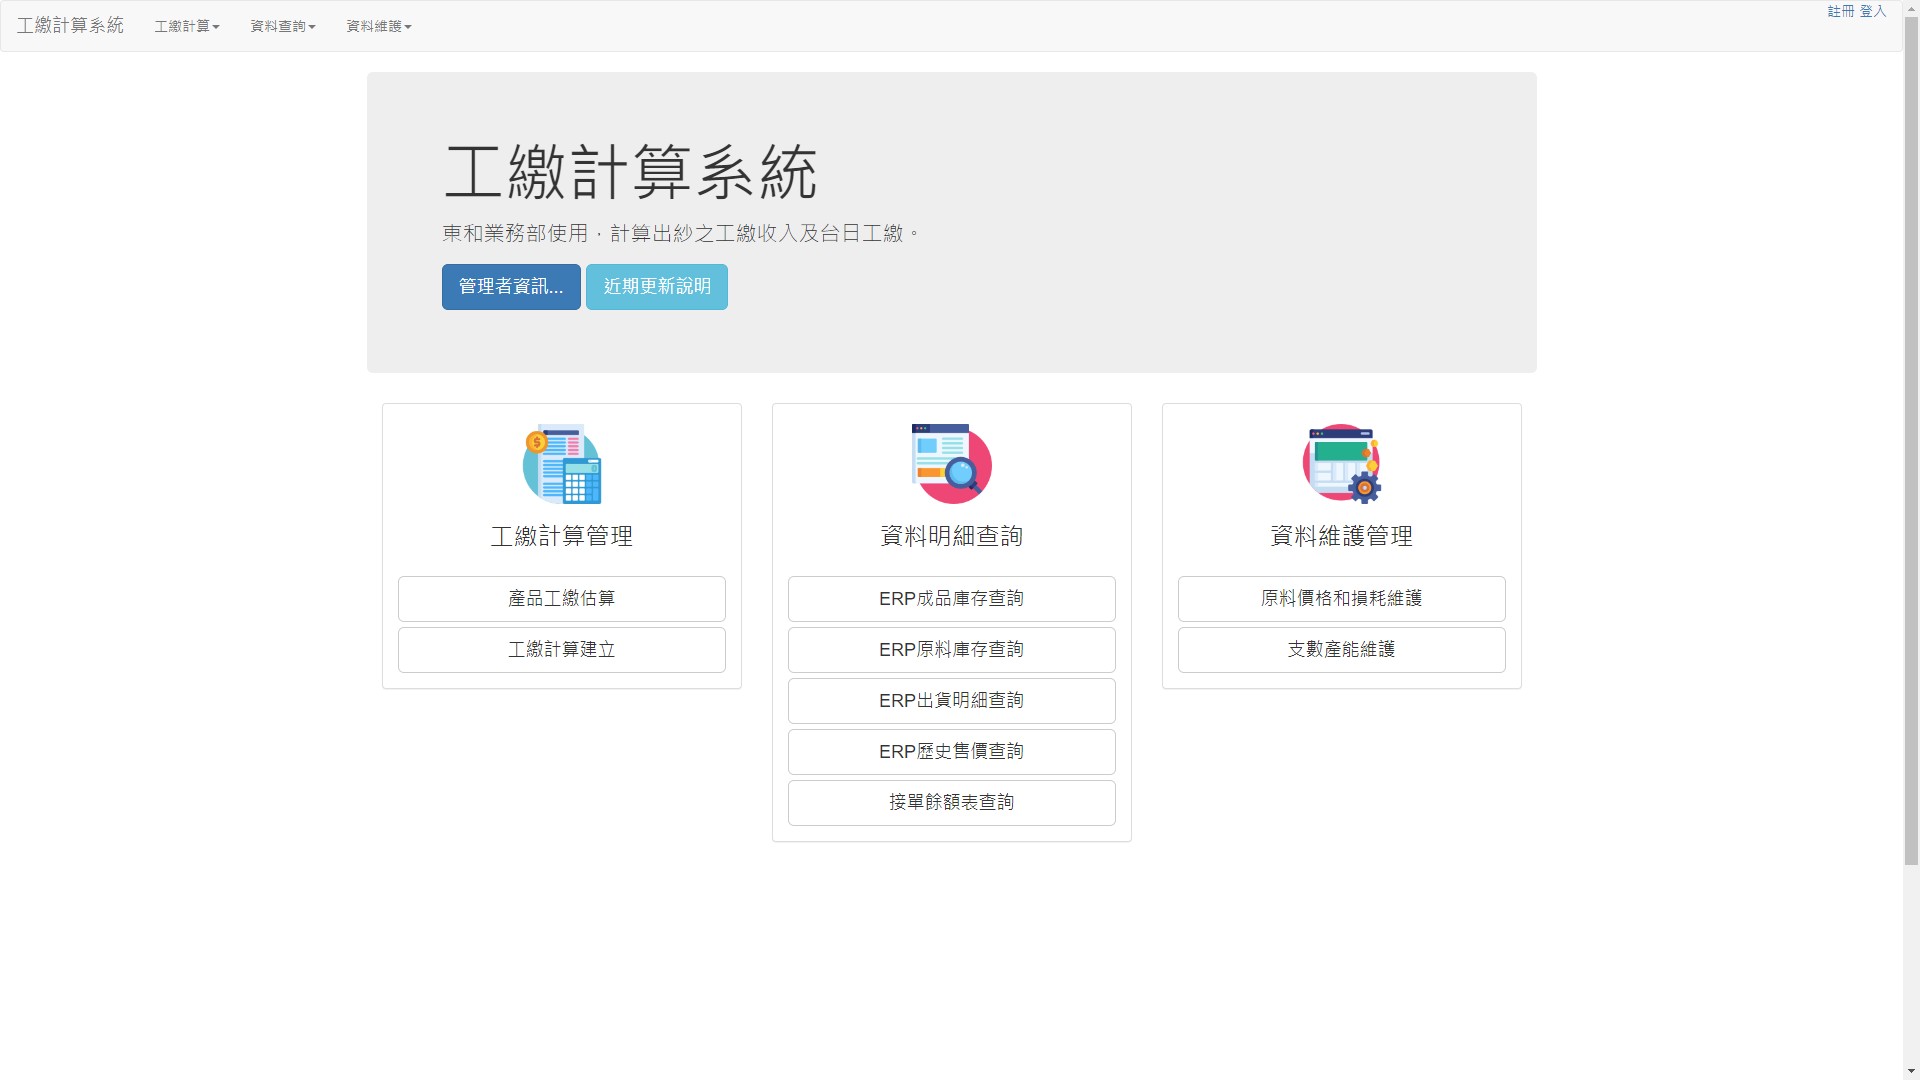 工繳計算系統 工繳計算 資料查詢 資料維護 註冊 登入
工繳計算系統
東和業務部使用，計算出紗之工繳收入及台日工繳。
管理者資訊... 近期更新說明
工繳計算管理
產品工繳估算
工繳計算建立
資料明細查詢
ERP成品庫存查詢
ERP原料庫存查詢
ERP出貨明細查詢
ERP歷史售價查詢
接單餘額表查詢
資料維護管理
原料價格和損耗維護
支數產能維護